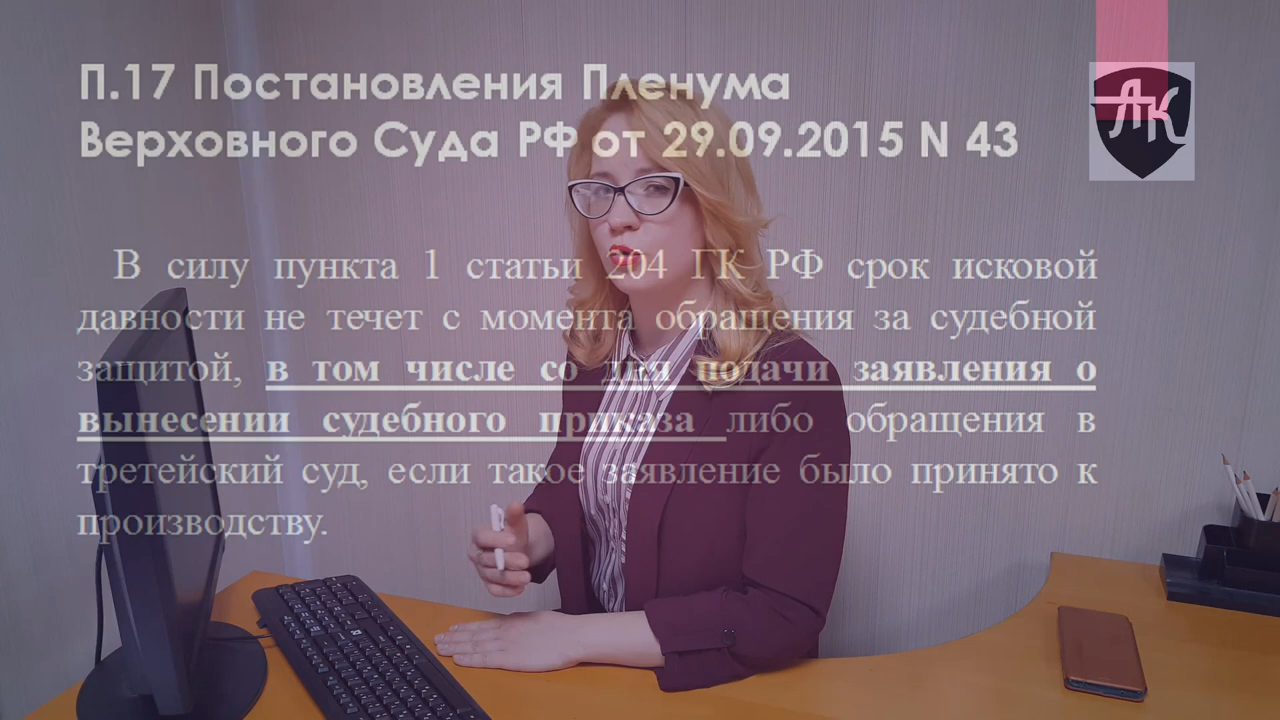 П.17 Постановления Пленума
Верховного Суда РФ от 29.09.2015 N 43
АК
В силу пункта 1 статьи 204 ГК РФ срок исковой
давности не течет с момента обращения за судебной
защитой, в том числе со дня подачи заявления о
вынесении судебного приказа либо обращения в
третейский суд, если такое заявление было принято к
производству.